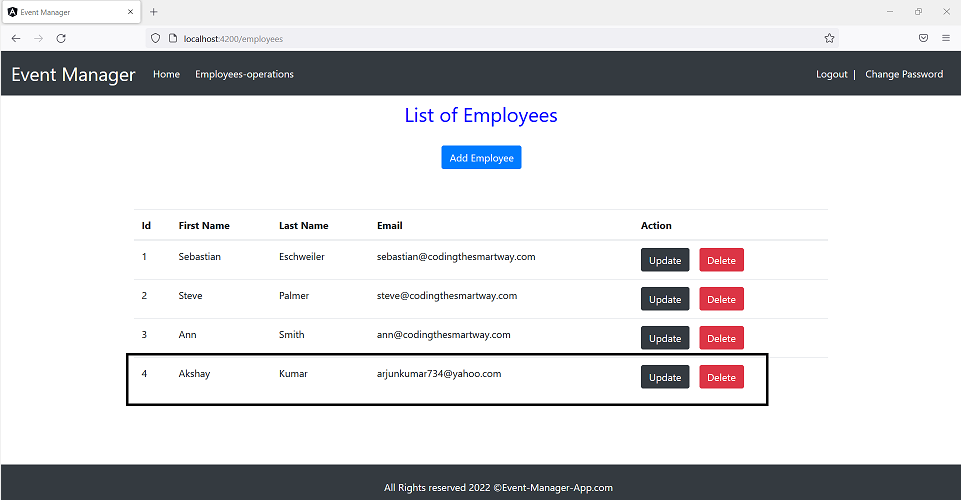 Event Manager
localhost:4200/employees
Event Manager Home Employees-operations Logout | Change Password
List of Employees
Add Employee
Id First Name Last Name Email Action
1 Sebastian Eschweiler sebastian@codingthesmartway.com Update Delete
2 Steve Palmer steve@codingthesmartway.com Update Delete
3 Ann Smith ann@codingthesmartway.com Update Delete
4 Akshay Kumar arjunkumar734@yahoo.com Update Delete
All Rights reserved 2022 ©Event-Manager-App.com